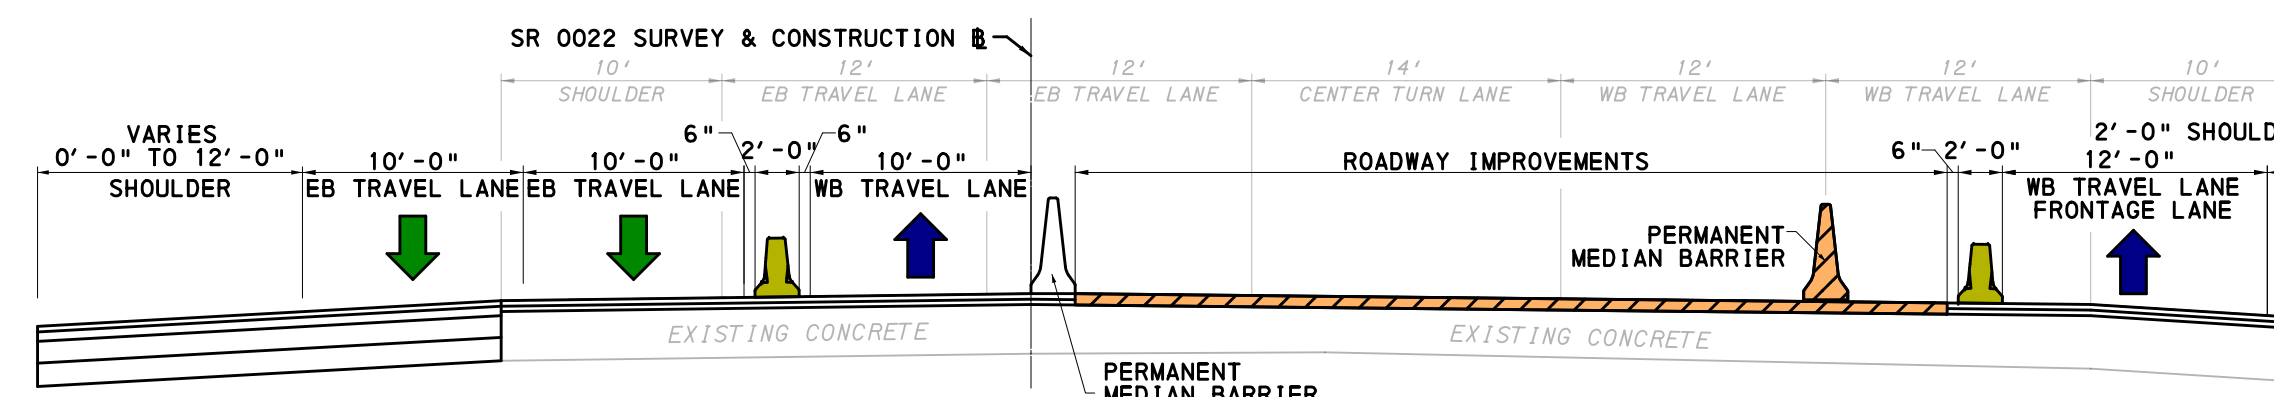 SR 0022 SURVEY & CONSTRUCTION ℄
10' 12' 12' 14' 12' 12' 10'
SHOULDER EB TRAVEL LANE EB TRAVEL LANE CENTER TURN LANE WB TRAVEL LANE WB TRAVEL LANE SHOULDER
VARIES
0'-0" TO 12'-0"
SHOULDER
10'-0"
EB TRAVEL LANE
10'-0"
EB TRAVEL LANE
6"
2'-0"
6"
10'-0"
WB TRAVEL LANE
ROADWAY IMPROVEMENTS
6"
2'-0"
2'-0" SHOULD
12'-0"
WB TRAVEL LANE
FRONTAGE LANE
PERMANENT
MEDIAN BARRIER
EXISTING CONCRETE
EXISTING CONCRETE
PERMANENT
MEDIAN BARRIER